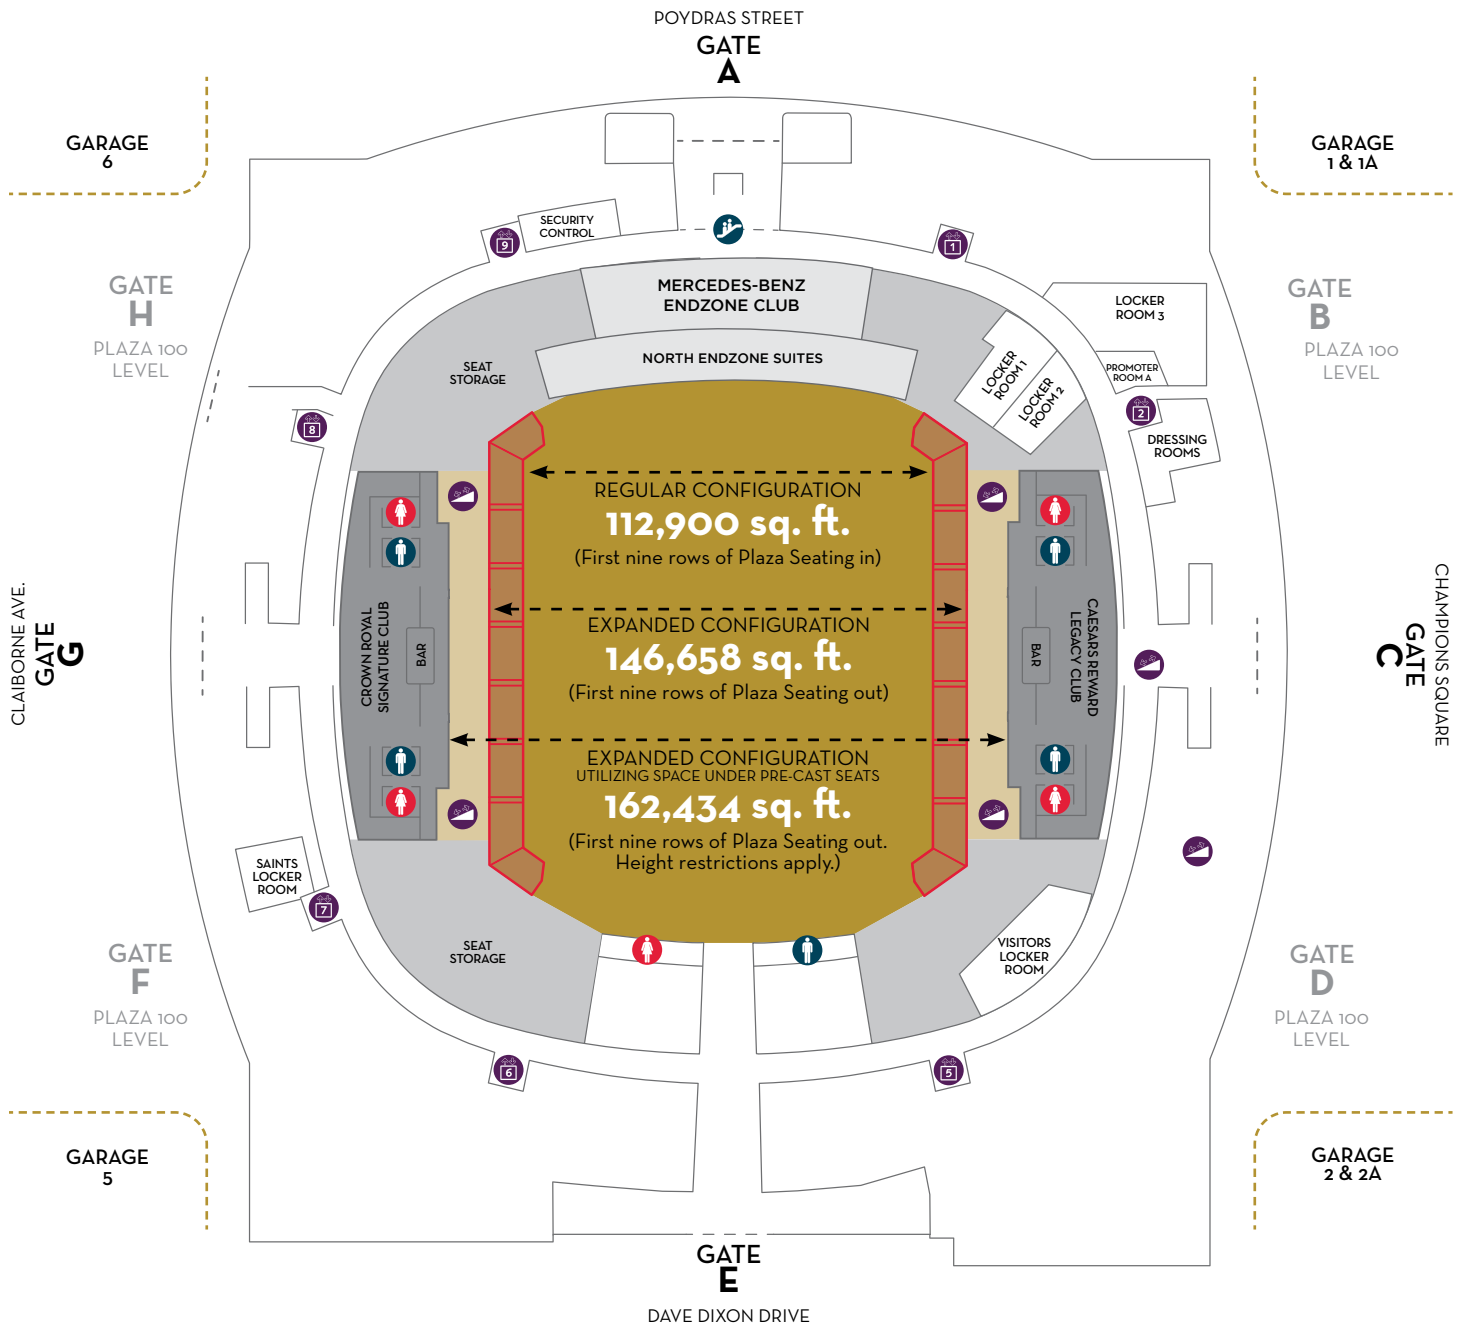 POYDRAS STREET
GATE
A
GARAGE
6
GARAGE
1 & 1A
SECURITY
CONTROL
9
1
GATE
H
PLAZA 100
LEVEL
GATE
B
PLAZA 100
LEVEL
MERCEDES-BENZ
ENDZONE CLUB
NORTH ENDZONE SUITES
SEAT
STORAGE
LOCKER
ROOM 3
LOCKER
ROOM 1
LOCKER
ROOM 2
PROMOTER
ROOM A
2
DRESSING
ROOMS
8
REGULAR CONFIGURATION
112,900 sq. ft.
(First nine rows of Plaza Seating in)
EXPANDED CONFIGURATION
146,658 sq. ft.
(First nine rows of Plaza Seating out)
EXPANDED CONFIGURATION
UTILIZING SPACE UNDER PRE-CAST SEATS
162,434 sq. ft.
(First nine rows of Plaza Seating out.
Height restrictions apply.)
CLAIBORNE AVE.
GATE
G
CROWN ROYAL
SIGNATURE CLUB
BAR
BAR
CAESARS REWARD
LEGACY CLUB
GATE
C
CHAMPIONS SQUARE
SAINTS
LOCKER
ROOM
7
SEAT
STORAGE
VISITORS
LOCKER
ROOM
GATE
F
PLAZA 100
LEVEL
GATE
D
PLAZA 100
LEVEL
6
5
GARAGE
5
GARAGE
2 & 2A
GATE
E
DAVE DIXON DRIVE